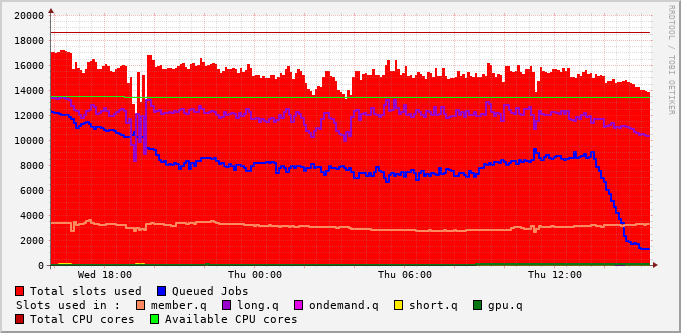 20000
18000
16000
14000
12000
10000
8000
6000
4000
2000
0
Wed 18:00 Thu 00:00 Thu 06:00 Thu 12:00
RRDTOOL / TOBI OETIKER
Total slots used Queued Jobs
Slots used in : member.q long.q ondemand.q short.q gpu.q
Total CPU cores Available CPU cores